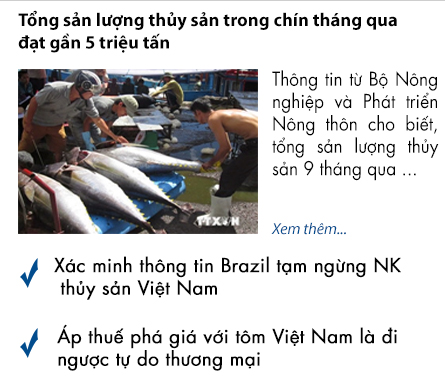 Tổng sản lượng thủy sản trong chín tháng qua
đạt gần 5 triệu tấn
Thông tin từ Bộ Nông
nghiệp và Phát triển
Nông thôn cho biết,
tổng sản lượng thủy
sản 9 tháng qua ...
TTXVN
Xem thêm...
Xác minh thông tin Brazil tạm ngừng NK
thủy sản Việt Nam
Áp thuế phá giá với tôm Việt Nam là đi
ngược tự do thương mại